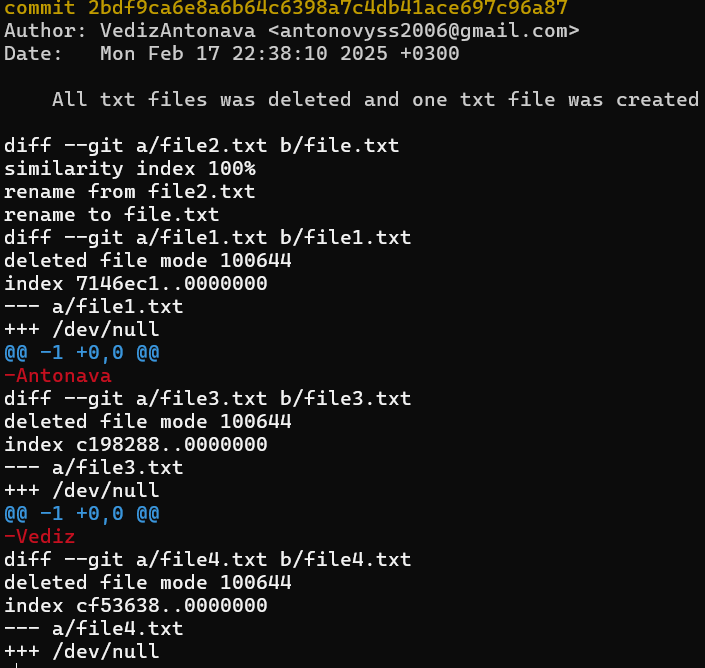 commit 2bdf9ca6e8a6b64c6398a7c4db41ace697c96a87
Author: VedizAntonava <antonovyss2006@gmail.com>
Date:   Mon Feb 17 22:38:10 2025 +0300
    All txt files was deleted and one txt file was created
diff --git a/file2.txt b/file.txt
similarity index 100%
rename from file2.txt
rename to file.txt
diff --git a/file1.txt b/file1.txt
deleted file mode 100644
index 7146ec1..0000000
--- a/file1.txt
+++ /dev/null
@@ -1 +0,0 @@
-Antonava
diff --git a/file3.txt b/file3.txt
deleted file mode 100644
index c198288..0000000
--- a/file3.txt
+++ /dev/null
@@ -1 +0,0 @@
-Vediz
diff --git a/file4.txt b/file4.txt
deleted file mode 100644
index cf53638..0000000
--- a/file4.txt
+++ /dev/null